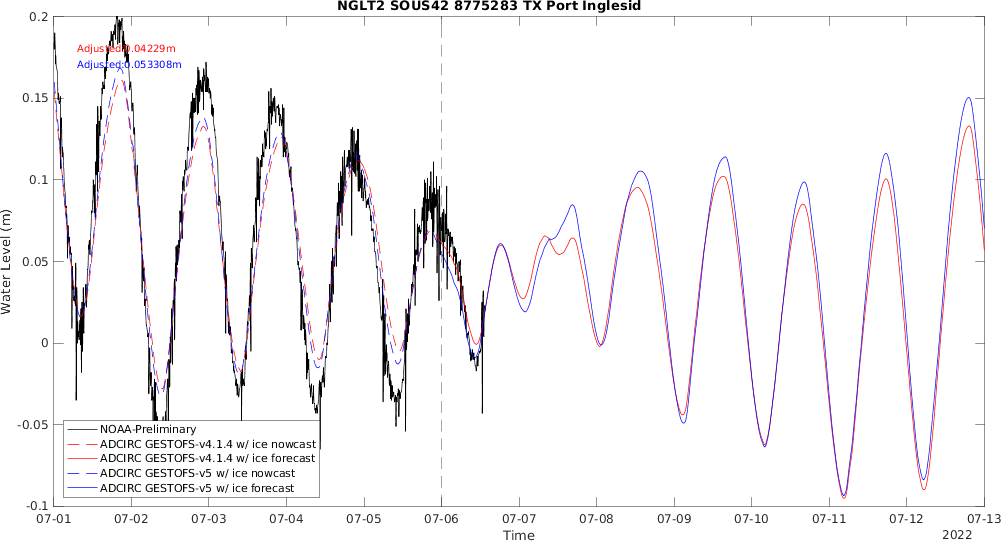 NGLT2 SOUS42 8775283 TX Port Inglesid
0.2
Adjusted:0.04229m
Adjusted:0.053308m
0.15
0.1
0.05
0
-0.05
-0.1
Water Level (m)
NOAA-Preliminary
ADCIRC GESTOFS-v4.1.4 w/ ice nowcast
ADCIRC GESTOFS-v4.1.4 w/ ice forecast
ADCIRC GESTOFS-v5 w/ ice nowcast
ADCIRC GESTOFS-v5 w/ ice forecast
07-01 07-02 07-03 07-04 07-05 07-06 07-07 07-08 07-09 07-10 07-11 07-12 07-13
Time
2022